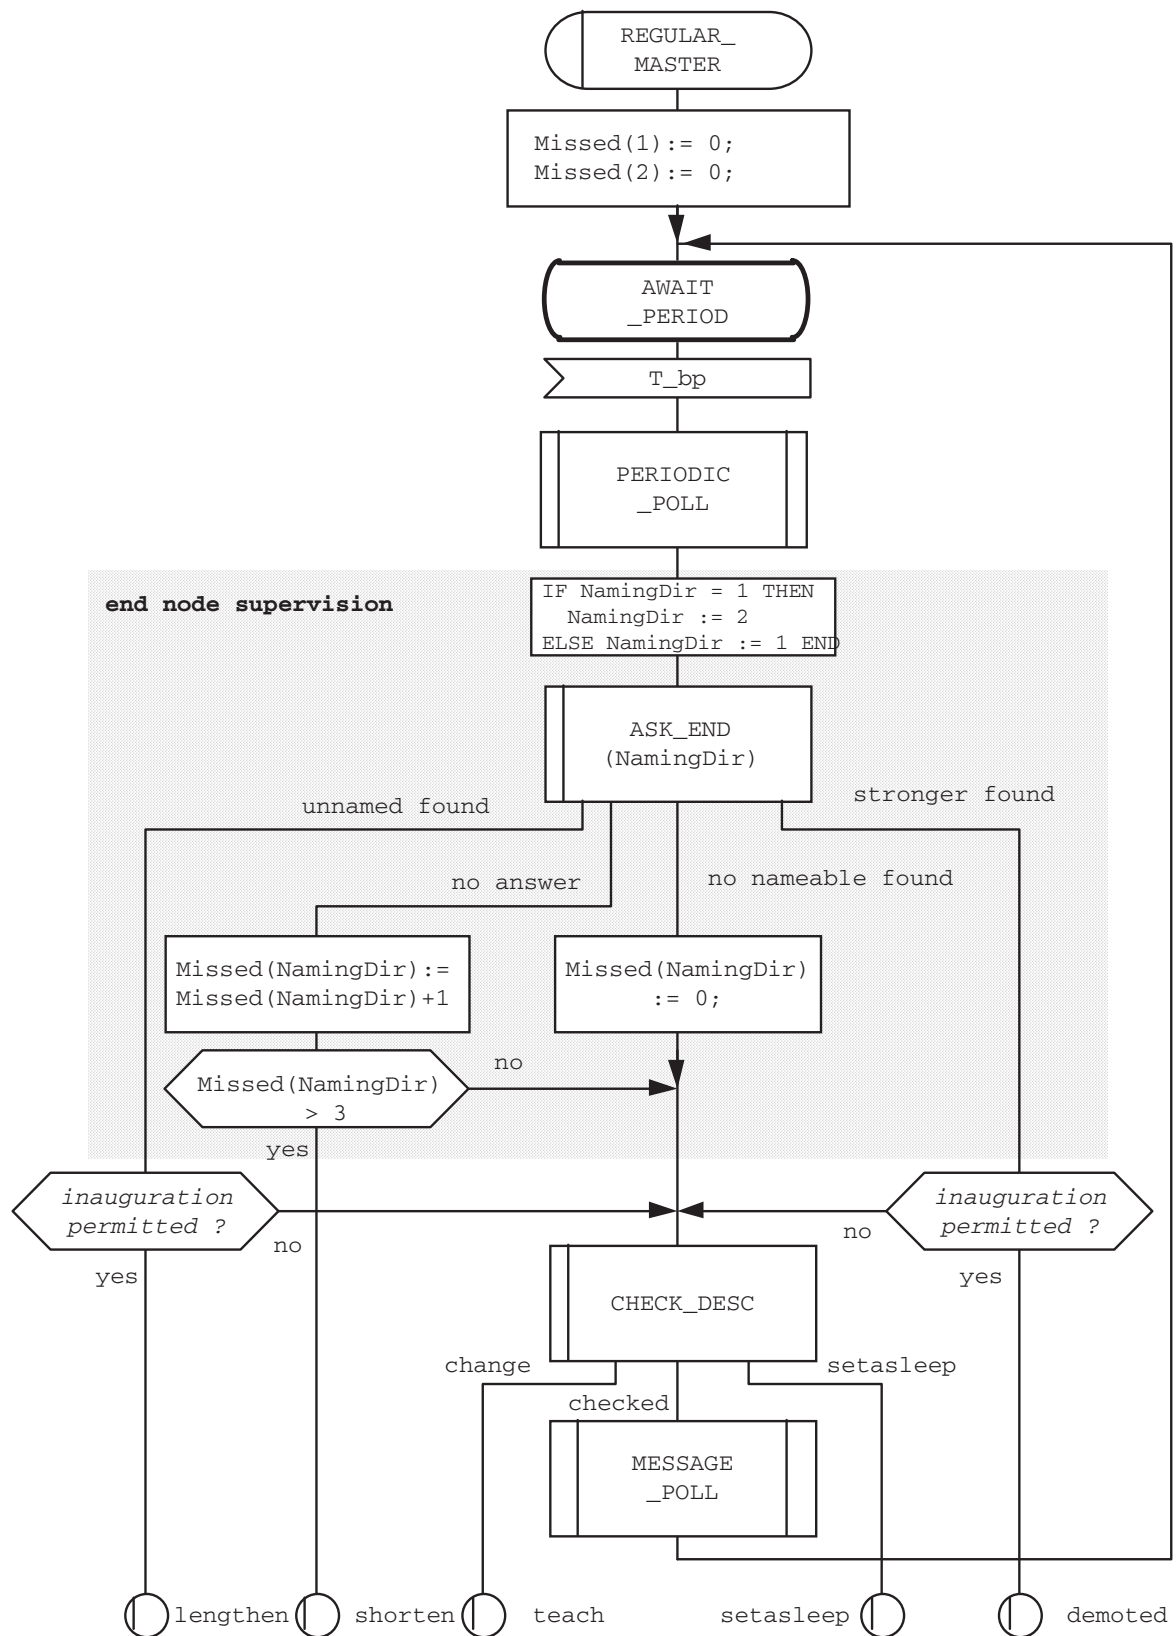 REGULAR_
MASTER
Missed(1):= 0;
Missed(2):= 0;
AWAIT
_PERIOD
T_bp
PERIODIC
_POLL
end node supervision
IF NamingDir = 1 THEN
NamingDir := 2
ELSE NamingDir := 1 END
ASK_END
(NamingDir)
unnamed found
stronger found
no answer
no nameable found
Missed(NamingDir):=
Missed(NamingDir)+1
Missed(NamingDir)
:= 0;
no
Missed(NamingDir)
> 3
yes
inauguration
permitted ?
no
yes
inauguration
permitted ?
no
yes
CHECK_DESC
change
setasleep
checked
MESSAGE
_POLL
lengthen
shorten
teach
setasleep
demoted